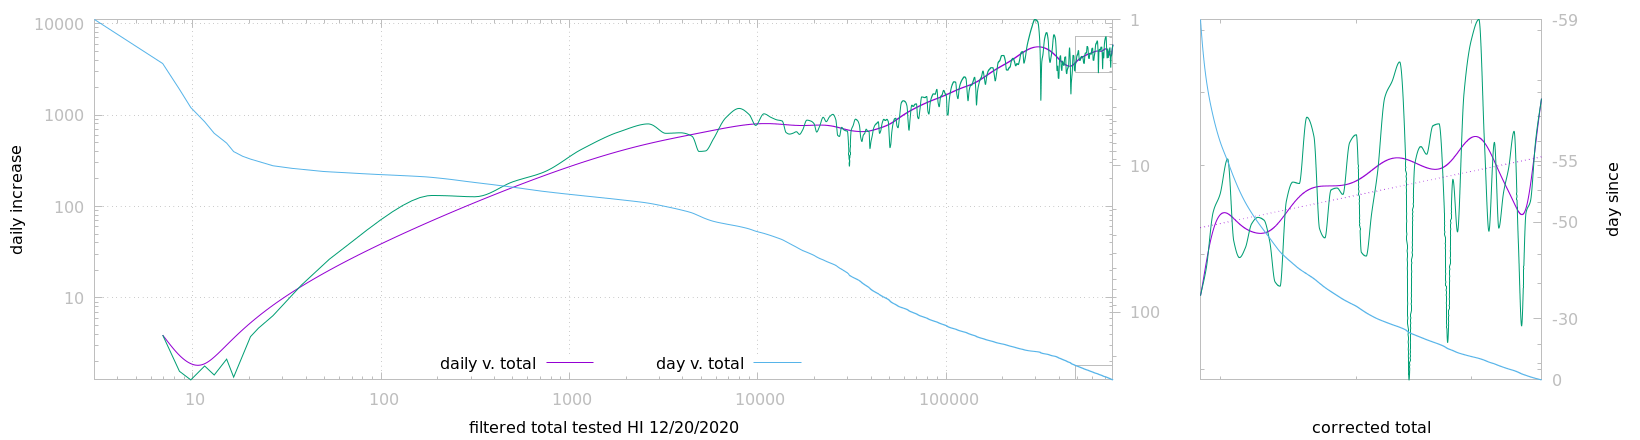 10000
1000
100
10
daily increase
1
10
100
-59
-55
-50
-30
0
day since
daily v. total
day v. total
10
100
1000
10000
100000
filtered total tested HI 12/20/2020
corrected total